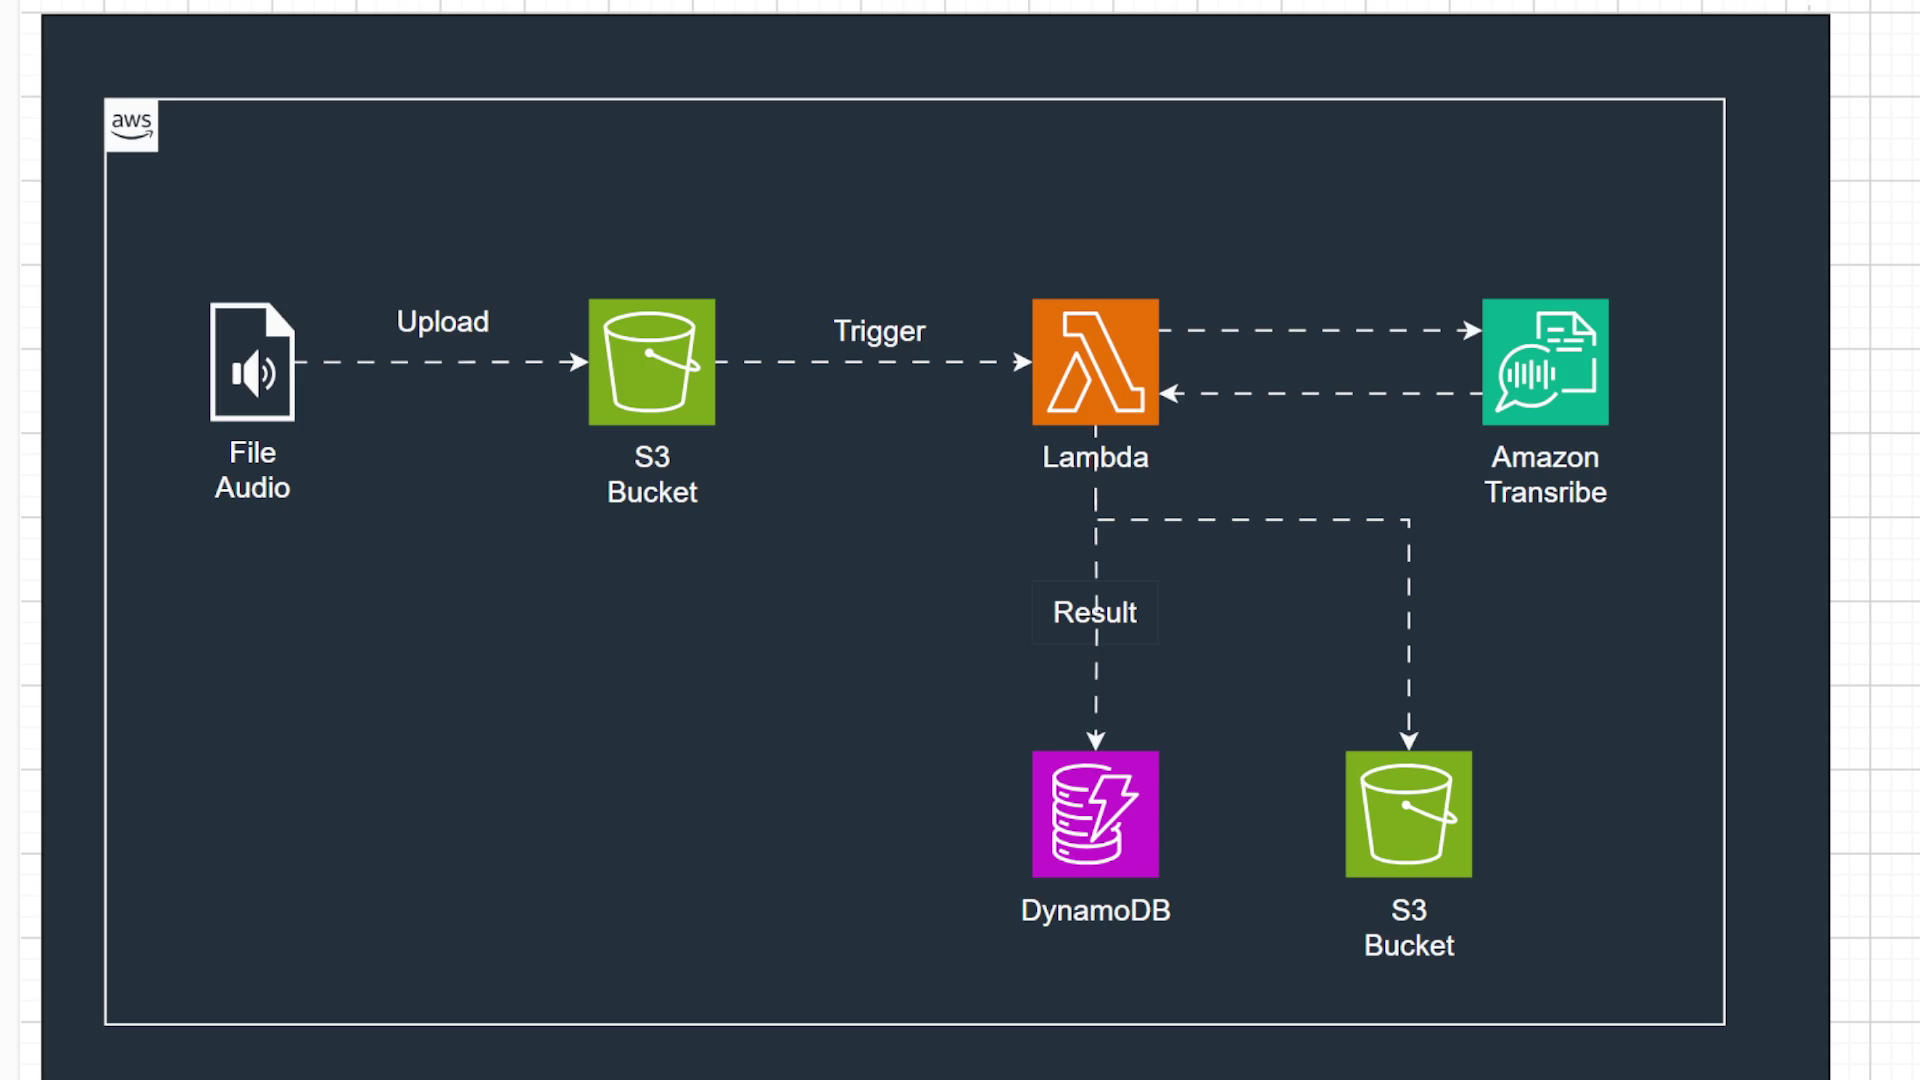 aws
Upload
Trigger
File
Audio
S3
Bucket
Lambda
Amazon
Transribe
Result
DynamoDB
S3
Bucket